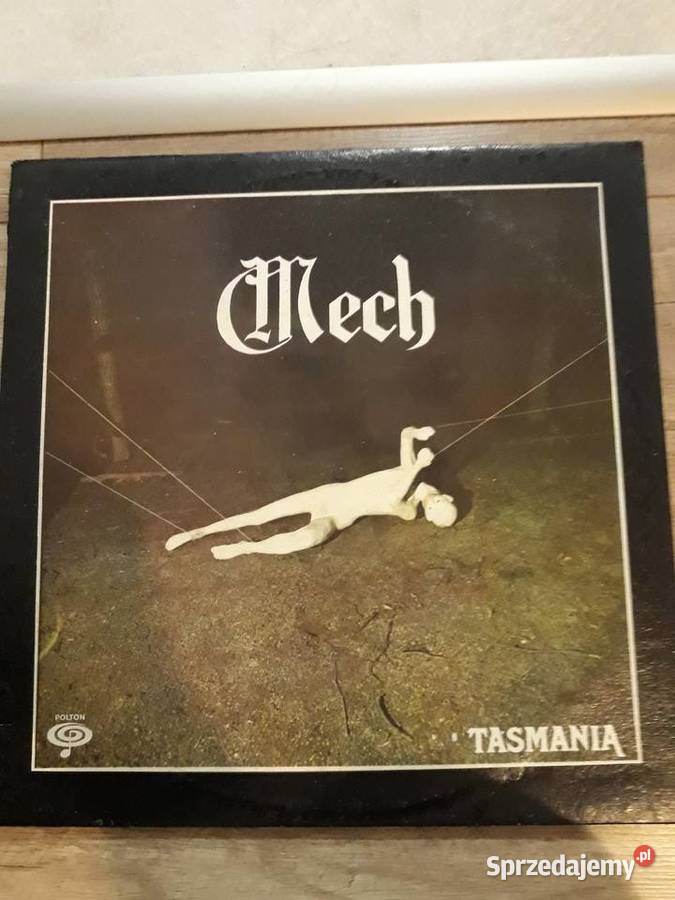 Mech
POLTON
TASMANIA
Sprzedajemy.pl